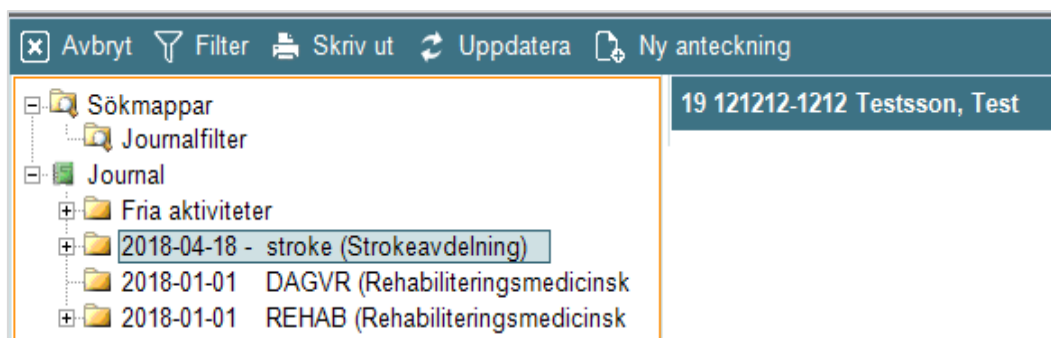 Avbryt Filter Skriv ut Uppdatera Ny anteckning
Sökmappar
Journalfilter
Journal
Fria aktiviteter
2018-04-18 - stroke (Strokeavdelning)
2018-01-01 DAGVR (Rehabiliteringsmedicinsk
2018-01-01 REHAB (Rehabiliteringsmedicinsk
19 121212-1212 Testsson, Test